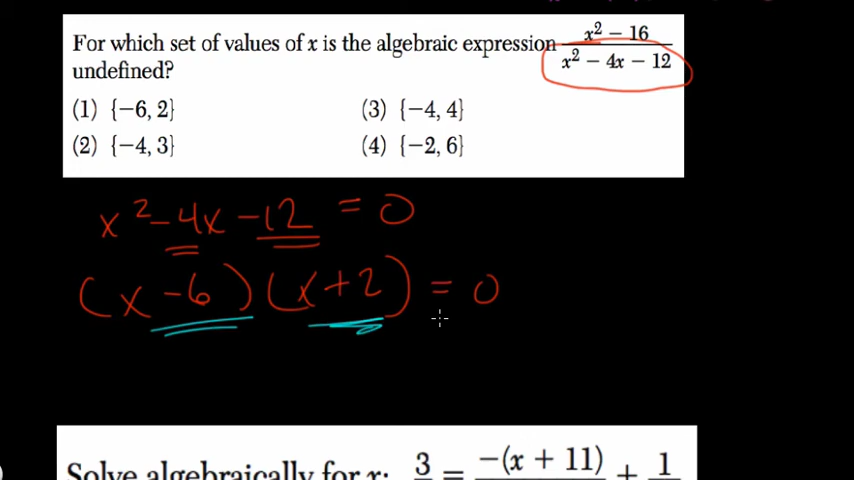 For which set of values of x is the algebraic expression x² − 16 / x² − 4x − 12
undefined?
(1) {−6, 2} (3) {−4, 4}
(2) {−4, 3} (4) {−2, 6}
x² − 4x − 12 = 0
(x − 6)(x + 2) = 0
Solve algebraically for x: 3 = −(x + 11) + 1